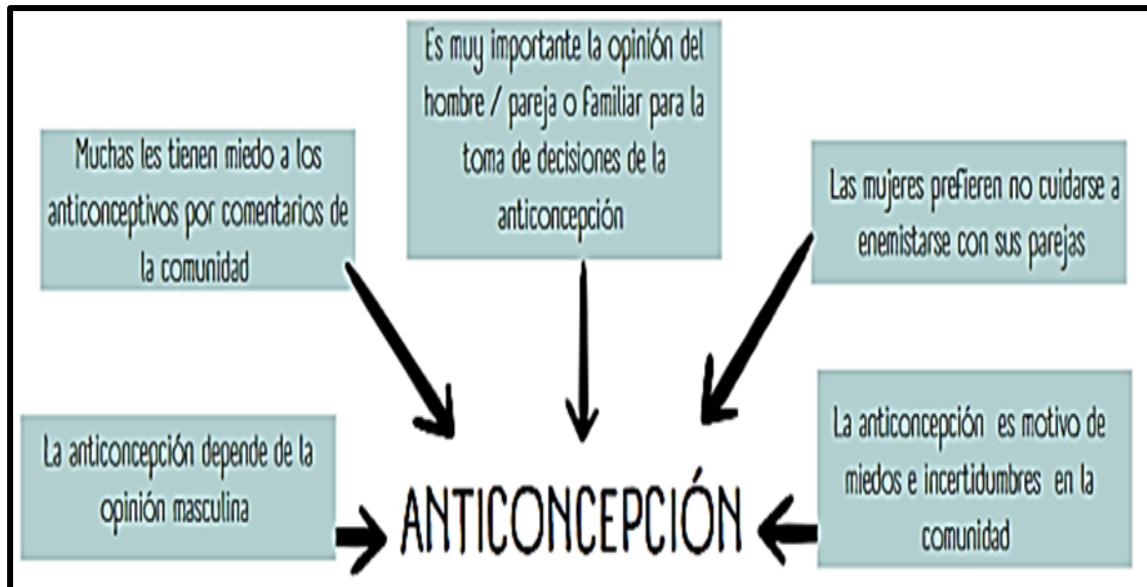 Es muy importante la opinión del
hombre / pareja o familiar para la
toma de decisiones de la
anticoncepción
Muchas les tienen miedo a los
anticonceptivos por comentarios de
la comunidad
Las mujeres prefieren no cuidarse a
enemistarse con sus parejas
La anticoncepción depende de la
opinión masculina
La anticoncepción es motivo de
miedos e incertidumbres en la
comunidad
ANTICONCEPCIÓN